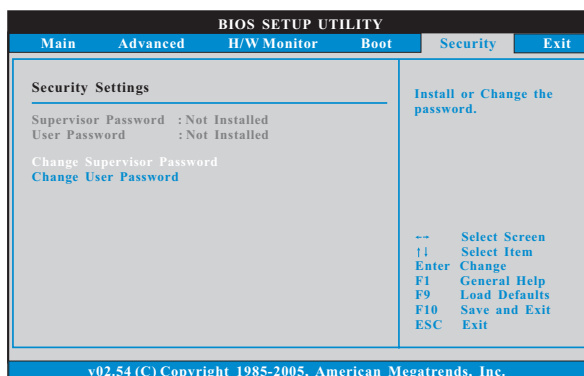 BIOS SETUP UTILITY
Main Advanced H/W Monitor Boot Security Exit
Security Settings
Supervisor Password : Not Installed
User Password : Not Installed
Change Supervisor Password
Change User Password
Install or Change the
password.
←→ Select Screen
↑↓ Select Item
Enter Change
F1 General Help
F9 Load Defaults
F10 Save and Exit
ESC Exit
v02.54 (C) Copyright 1985-2005, American Megatrends, Inc.